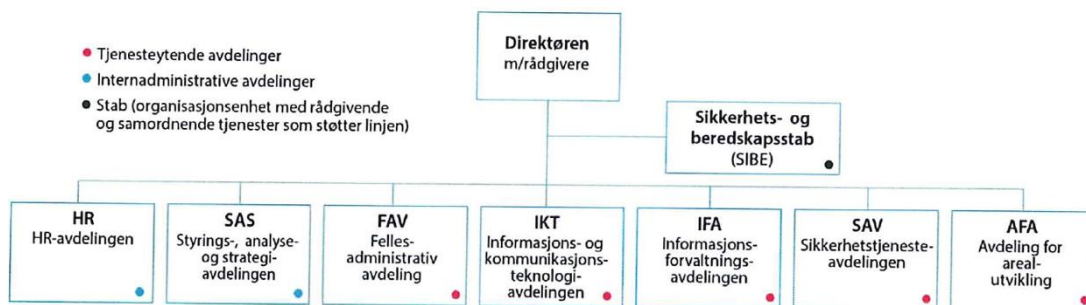 Direktøren
m/rådgivere
Tjenesteytende avdelinger
Internadministrative avdelinger
Stab (organisasjonsenhet med rådgivende
og samordnende tjenester som støtter linjen)
Sikkerhets- og
beredskapsstab
(SIBE)
HR
HR-avdelingen
SAS
Styrings-, analyse-
og strategi-
avdelingen
FAV
Felles-
administrativ
avdeling
IKT
Informasjons- og
kommunikasjons-
teknologi-
avdelingen
IFA
Informasjons-
forvaltnings-
avdelingen
SAV
Sikkerhetstjeneste-
avdelingen
AFA
Avdeling for
areal-
utvikling